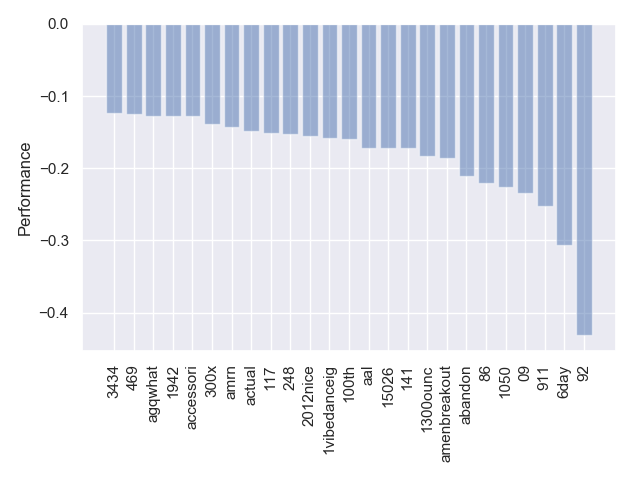 0.0
−0.1
−0.2
−0.3
−0.4
Performance
3434
469
agqwhat
1942
accessori
300x
amrn
actual
117
248
2012nice
1vibedanceig
100th
aal
15026
141
1300ounc
amenbreakout
abandon
86
1050
09
911
6day
92